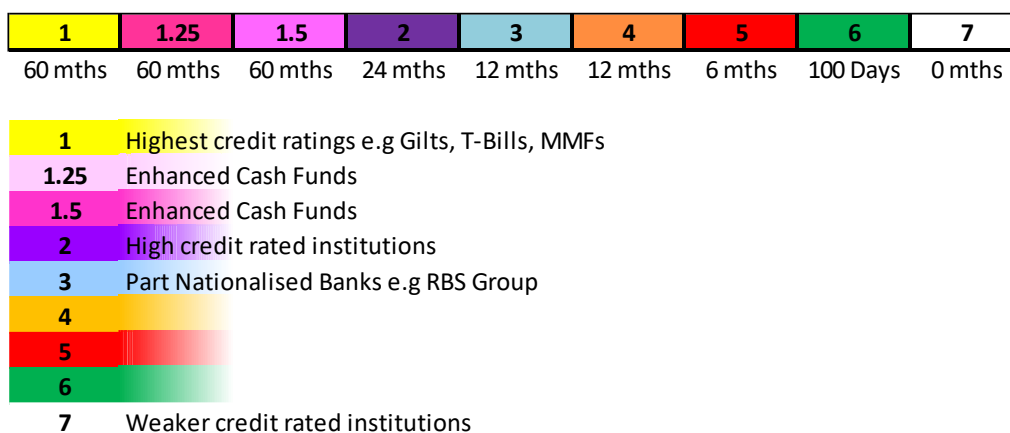 1 1.25 1.5 2 3 4 5 6 7
60 mths 60 mths 60 mths 24 mths 12 mths 12 mths 6 mths 100 Days 0 mths
1 Highest credit ratings e.g Gilts, T-Bills, MMFs
1.25 Enhanced Cash Funds
1.5 Enhanced Cash Funds
2 High credit rated institutions
3 Part Nationalised Banks e.g RBS Group
4
5
6
7 Weaker credit rated institutions